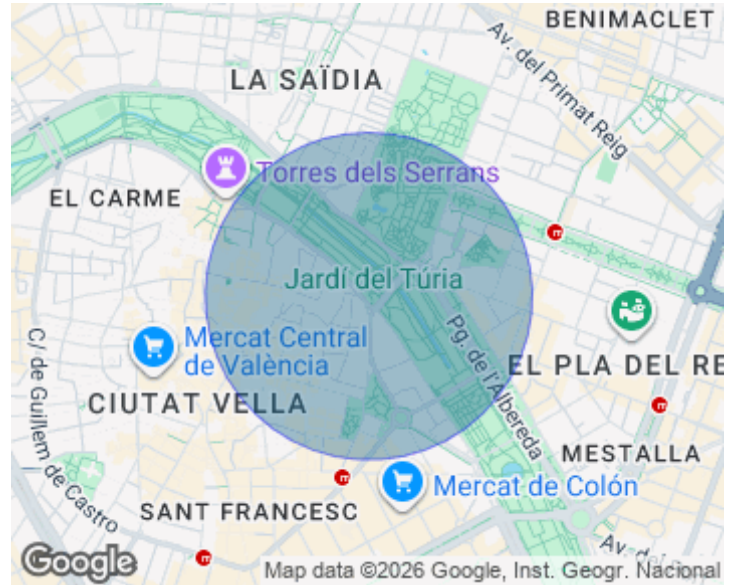 BENIMACLET
Av. del Primat Reig
LA SAÏDIA
Torres dels Serrans
EL CARME
Jardí del Túria
Mercat Central
de València
Pg. de l'Albereda
EL PLA DEL RE
C/ de Guillem de Castro
CIUTAT VELLA
MESTALLA
Mercat de Colón
SANT FRANCESC
Av.
Google
Map data ©2026 Google, Inst. Geogr. Nacional